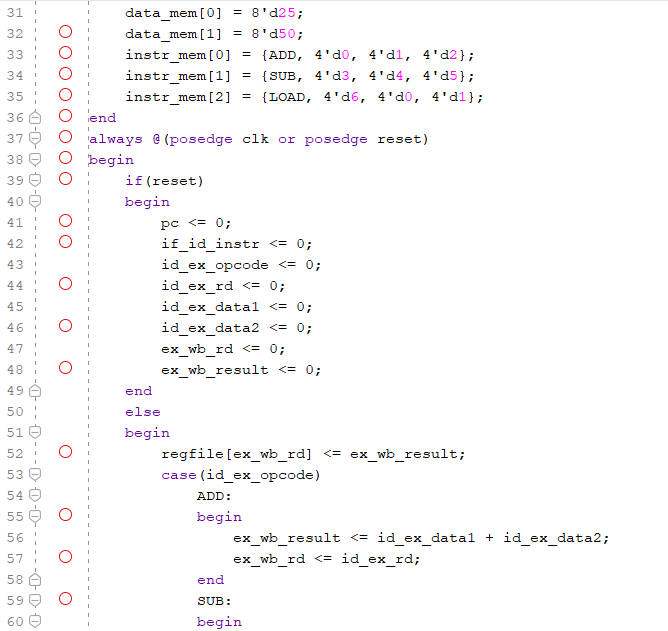 31 data_mem[0] = 8'd25;
32 data_mem[1] = 8'd50;
33 instr_mem[0] = {ADD, 4'd0, 4'd1, 4'd2};
34 instr_mem[1] = {SUB, 4'd3, 4'd4, 4'd5};
35 instr_mem[2] = {LOAD, 4'd6, 4'd0, 4'd1};
36 end
37 always @(posedge clk or posedge reset)
38 begin
39 if(reset)
40 begin
41 pc <= 0;
42 if_id_instr <= 0;
43 id_ex_opcode <= 0;
44 id_ex_rd <= 0;
45 id_ex_data1 <= 0;
46 id_ex_data2 <= 0;
47 ex_wb_rd <= 0;
48 ex_wb_result <= 0;
49 end
50 else
51 begin
52 regfile[ex_wb_rd] <= ex_wb_result;
53 case(id_ex_opcode)
54 ADD:
55 begin
56 ex_wb_result <= id_ex_data1 + id_ex_data2;
57 ex_wb_rd <= id_ex_rd;
58 end
59 SUB:
60 begin